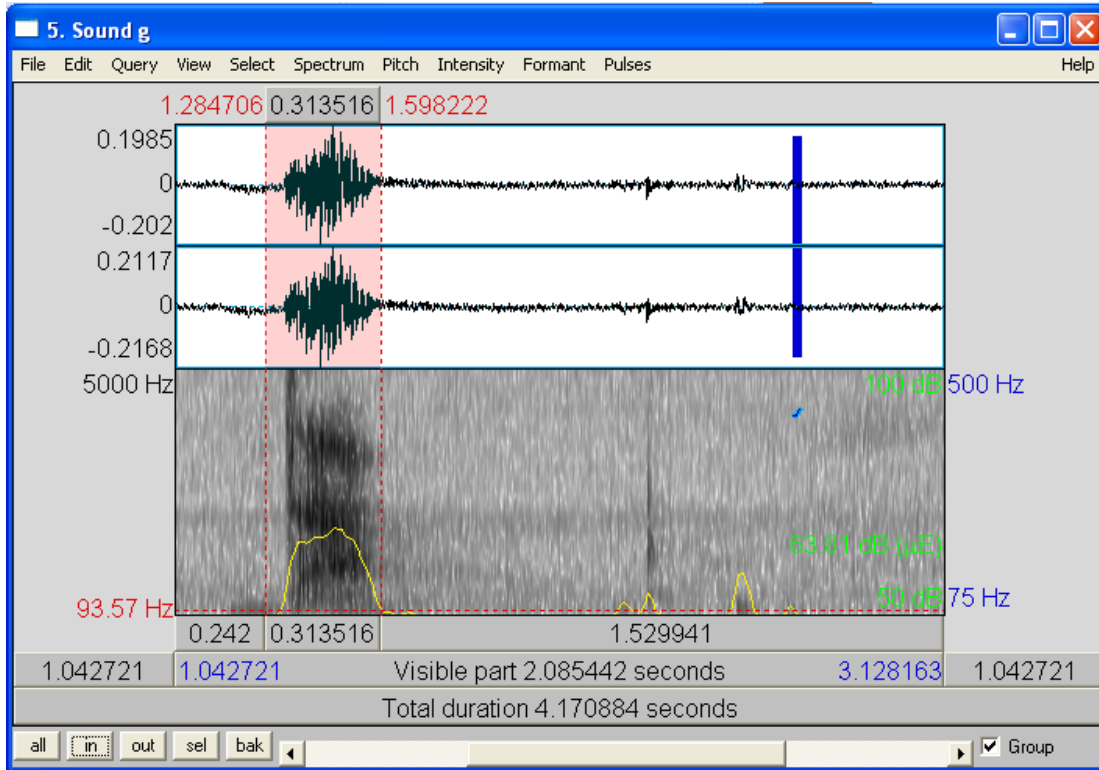 5. Sound g
File Edit Query View Select Spectrum Pitch Intensity Formant Pulses Help
1.284706 0.313516 1.598222
0.1985
0
-0.202
0.2117
0
-0.2168
5000 Hz 100 dB 500 Hz
63.81 dB (µE)
93.57 Hz 50 dB 75 Hz
0.242 0.313516 1.529941
1.042721 1.042721 Visible part 2.085442 seconds 3.128163 1.042721
Total duration 4.170884 seconds
all in out sel bak Group